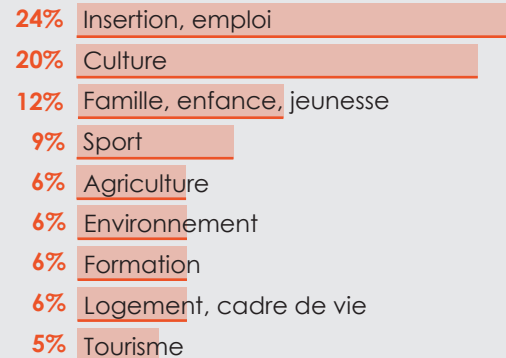 24% Insertion, emploi
20% Culture
12% Famille, enfance, jeunesse
9% Sport
6% Agriculture
6% Environnement
6% Formation
6% Logement, cadre de vie
5% Tourisme